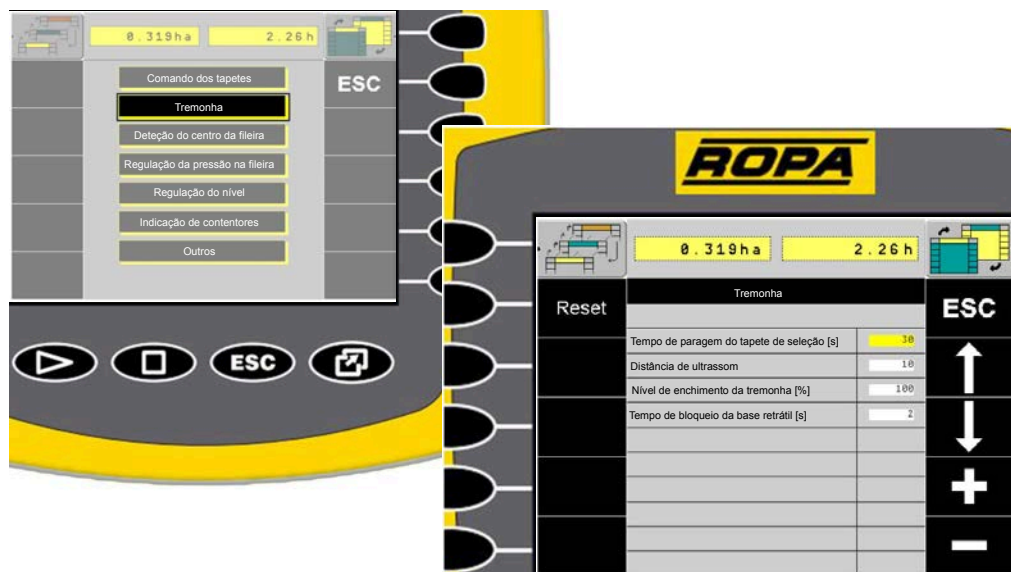 0.319ha 2.26h
ESC
Comando dos tapetes
Tremonha
Deteção do centro da fileira
Regulação da pressão na fileira
Regulação do nível
Indicação de contentores
Outros
ESC
ROPA
0.319ha 2.26h
Reset
Tremonha
ESC
Tempo de paragem do tapete de seleção [s] 30
Distância de ultrassom 10
Nível de enchimento da tremonha [%] 100
Tempo de bloqueio da base retrátil [s] 2